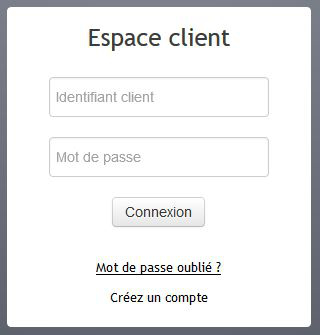 Espace client
Identifiant client
Mot de passe
Connexion
Mot de passe oublié ?
Créez un compte